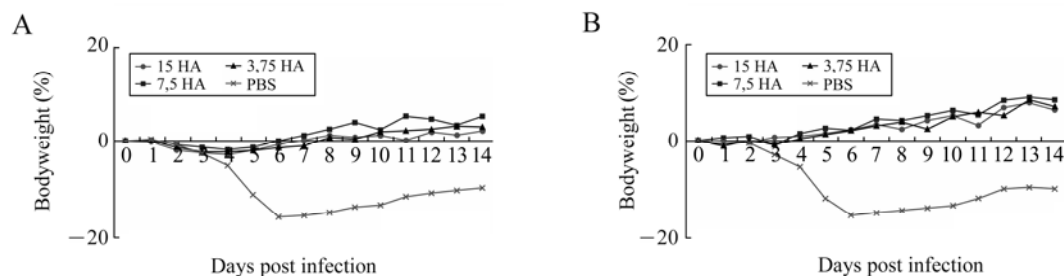 A
20
15 HA 3,75 HA
7,5 HA PBS
0
0 1 2 3 4 5 6 7 8 9 10 11 12 13 14
−20
Bodyweight (%)
Days post infection
B
20
15 HA 3,75 HA
7,5 HA PBS
0
0 1 2 3 4 5 6 7 8 9 10 11 12 13 14
−20
Bodyweight (%)
Days post infection